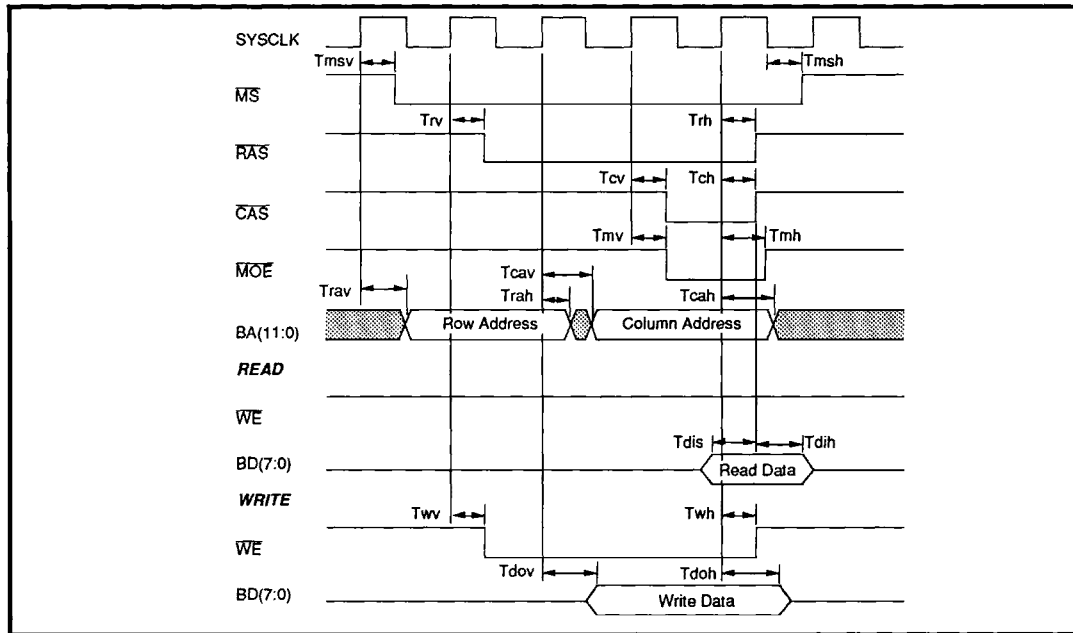 SYSCLK
Tmsv
Tmsh
MS
Trv
Trh
RAS
Tcv
Tch
CAS
Tmv
Tmh
MOE
Tcav
Trav
Trah
Tcah
BA(11:0)
Row Address
Column Address
READ
WE
Tdis
Tdih
BD(7:0)
Read Data
WRITE
Twv
Twh
WE
Tdov
Tdoh
BD(7:0)
Write Data